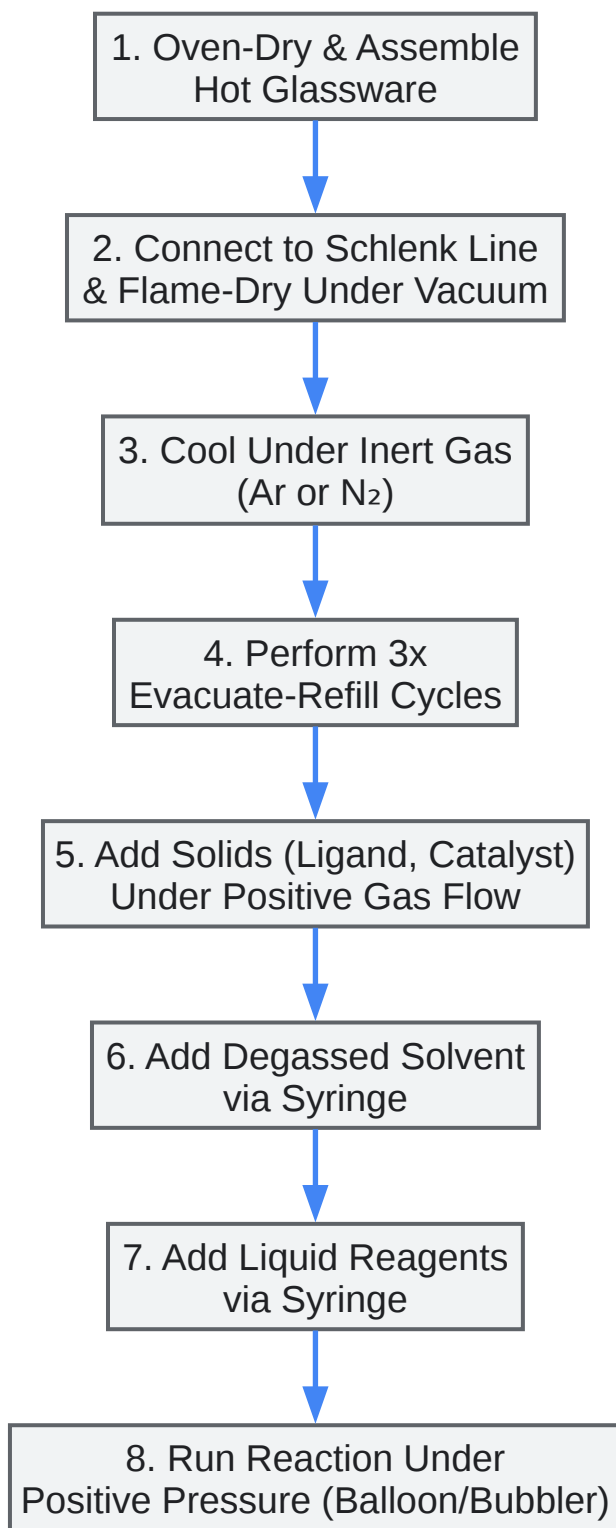 1. Oven-Dry & Assemble
Hot Glassware
2. Connect to Schlenk Line
& Flame-Dry Under Vacuum
3. Cool Under Inert Gas
(Ar or N₂)
4. Perform 3x
Evacuate-Refill Cycles
5. Add Solids (Ligand, Catalyst)
Under Positive Gas Flow
6. Add Degassed Solvent
via Syringe
7. Add Liquid Reagents
via Syringe
8. Run Reaction Under
Positive Pressure (Balloon/Bubbler)